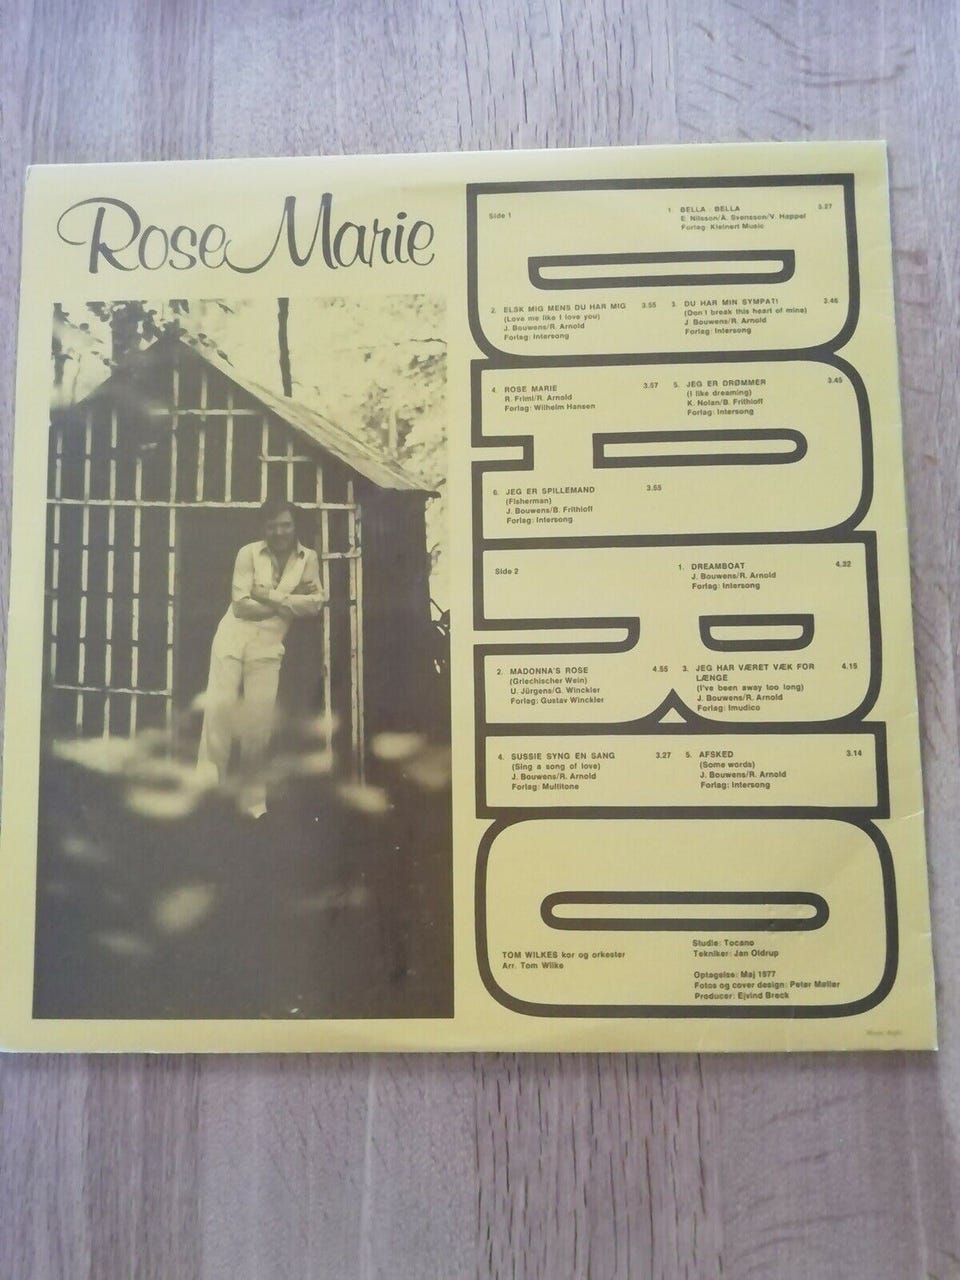 Rose Marie
DARIO
Side 1
1. BELLA - BELLA 3.27
E. Nilsson/A. Svensson/V. Happel
Forlag: Kleinert Music
2. ELSK MIG MENS DU HAR MIG 3.55
(Love me like I love you)
J. Bouwens/R. Arnold
Forlag: Intersong
3. DU HAR MIN SYMPATI 3.46
(Don't break this heart of mine)
J. Bouwens/R. Arnold
Forlag: Intersong
4. ROSE MARIE 3.57
R. Friml/R. Arnold
Forlag: Wilhelm Hansen
5. JEG ER DRØMMER 3.45
(I like dreaming)
K. Nolan/B. Frithioff
Forlag: Intersong
6. JEG ER SPILLEMAND 3.55
(Fisherman)
J. Bouwens/B. Frithioff
Forlag: Intersong
Side 2
1. DREAMBOAT 4.32
J. Bouwens/R. Arnold
Forlag: Intersong
2. MADONNA'S ROSE 4.55
(Griechischer Wein)
U. Jürgens/G. Winckler
Forlag: Gustav Winckler
3. JEG HAR VÆRET VÆK FOR 4.15
LÆNGE
(I've been away too long)
J. Bouwens/R. Arnold
Forlag: Imudico
4. SUSSIE SYNG EN SANG 3.27
(Sing a song of love)
J. Bouwens/R. Arnold
Forlag: Multitone
5. AFSKED 3.14
(Some words)
J. Bouwens/R. Arnold
Forlag: Intersong
TOM WILKES kor og orkester
Arr. Tom Wilke
Studie: Tocano
Tekniker: Jan Oldrup
Optagelse: Maj 1977
Fotos og cover design: Peter Møller
Producer: Ejvind Breck